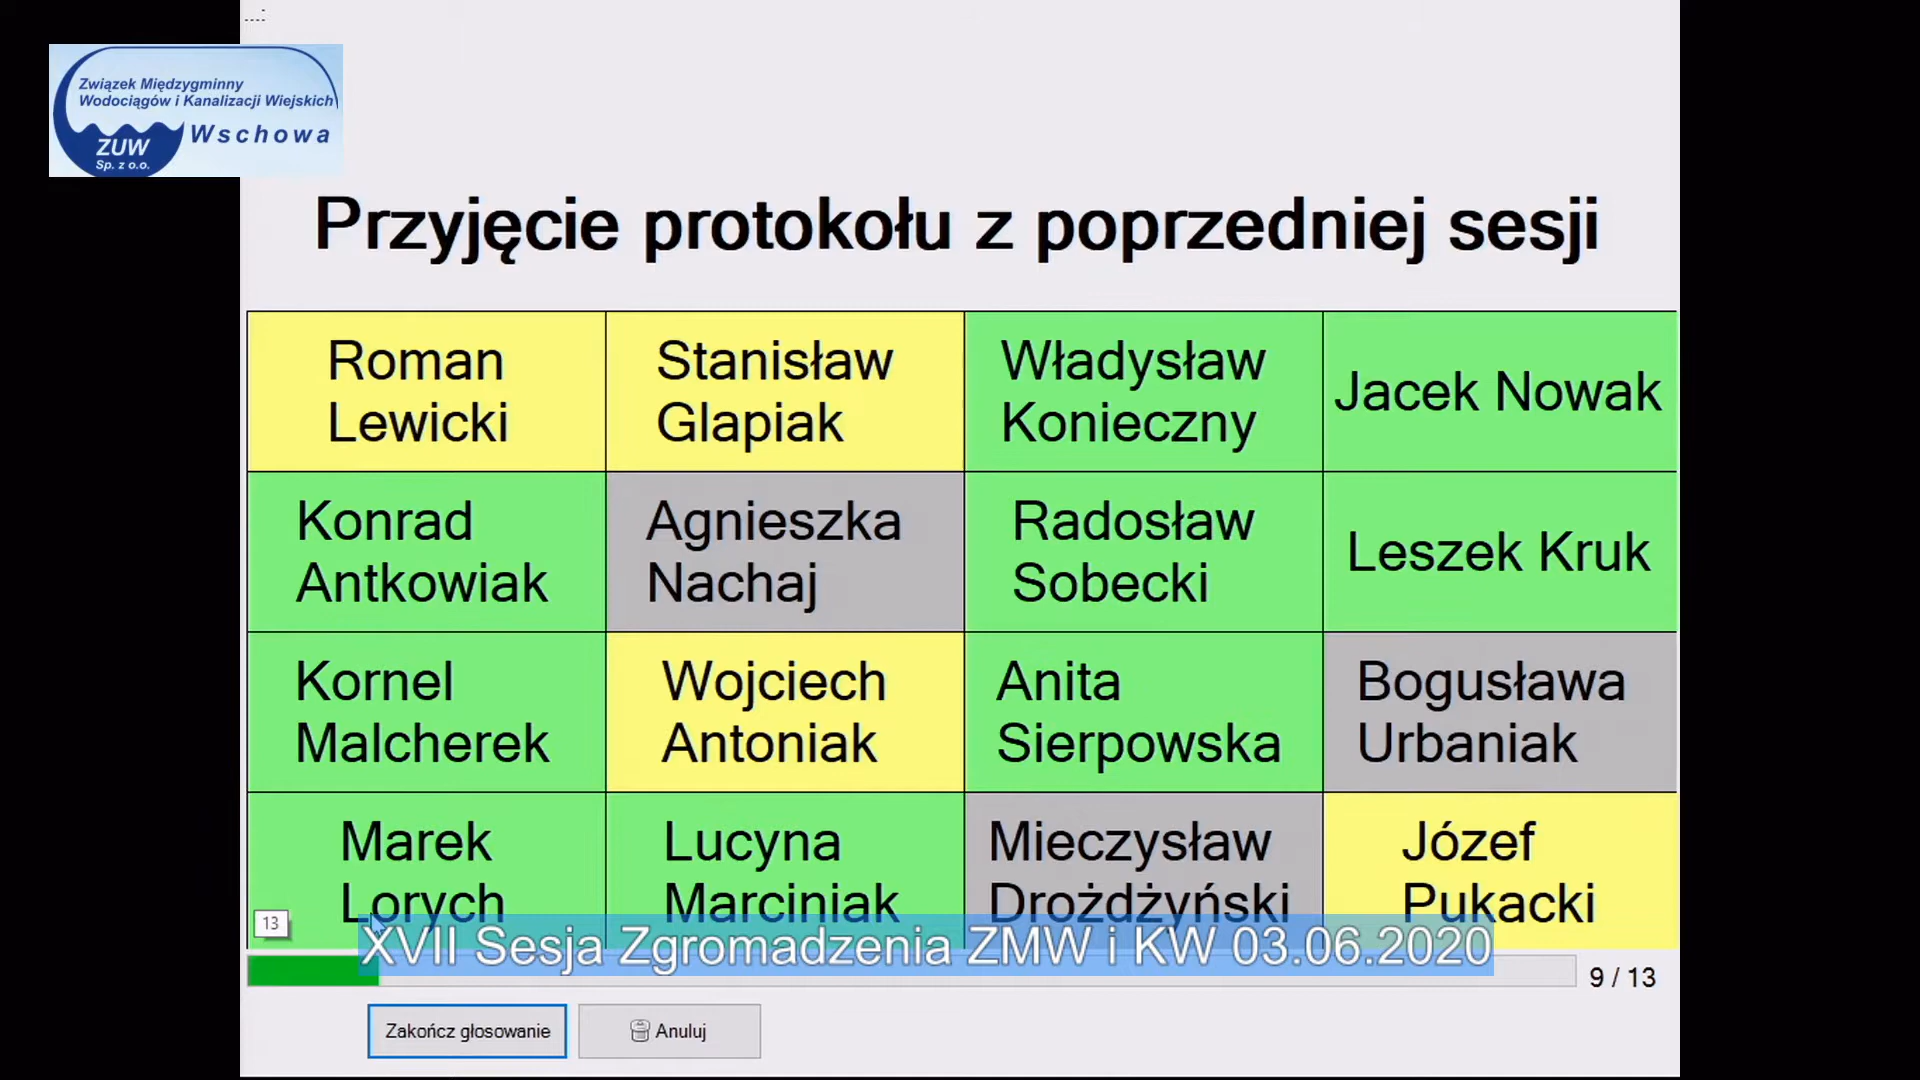 ...:
Związek Międzygminny
Wodociągów i Kanalizacji Wiejskich
Wschowa
ZUW
Sp. z o.o.
Przyjęcie protokołu z poprzedniej sesji
Roman
Lewicki
Stanisław
Glapiak
Władysław
Konieczny
Jacek Nowak
Konrad
Antkowiak
Agnieszka
Nachaj
Radosław
Sobecki
Leszek Kruk
Kornel
Malcherek
Wojciech
Antoniak
Anita
Sierpowska
Bogusława
Urbaniak
Marek
Lorych
Lucyna
Marciniak
Mieczysław
Drożdżyński
Józef
Pukacki
13
XVII Sesja Zgromadzenia ZMW i KW 03.06.2020
9 / 13
Zakończ głosowanie
Anuluj